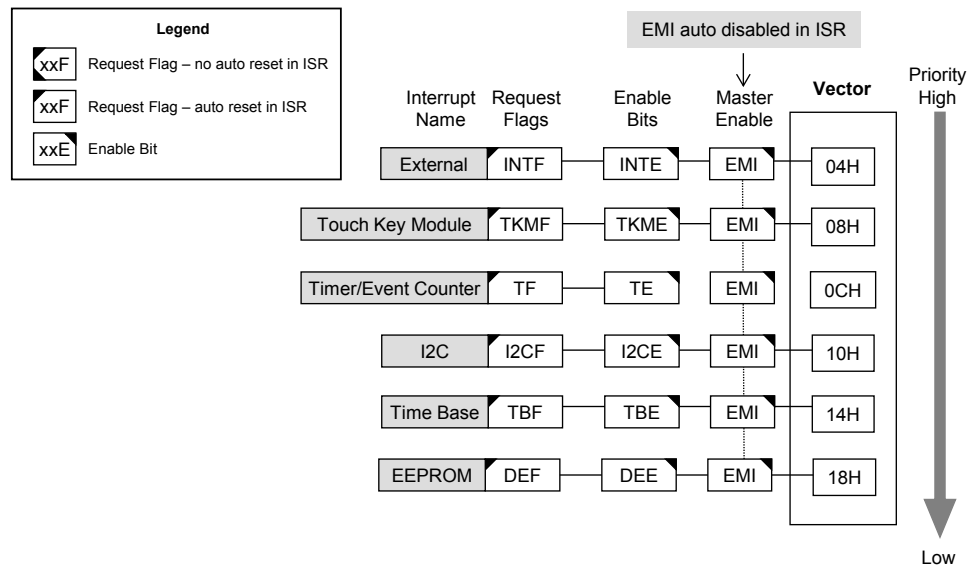 Legend
xxF Request Flag – no auto reset in ISR
xxF Request Flag – auto reset in ISR
xxE Enable Bit
EMI auto disabled in ISR
Interrupt Name
Request Flags
Enable Bits
Master Enable
Vector
Priority High
External INTF INTE EMI 04H
Touch Key Module TKMF TKME EMI 08H
Timer/Event Counter TF TE EMI 0CH
I2C I2CF I2CE EMI 10H
Time Base TBF TBE EMI 14H
EEPROM DEF DEE EMI 18H
Low